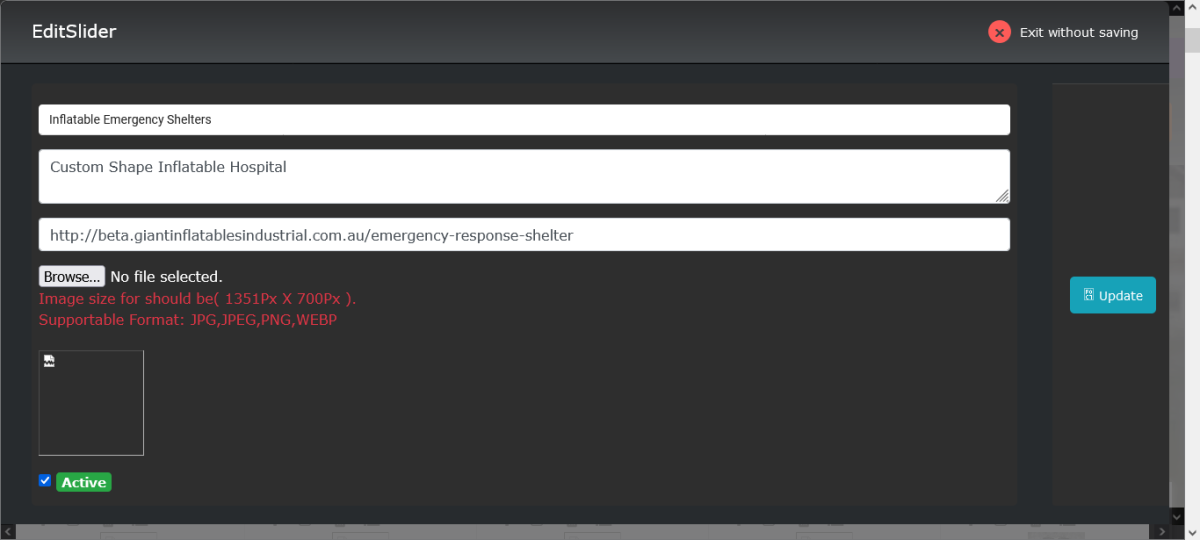 EditSlider
Exit without saving
Inflatable Emergency Shelters
Custom Shape Inflatable Hospital
http://beta.giantinflatablesindustrial.com.au/emergency-response-shelter
Browse... No file selected.
Image size for should be( 1351Px X 700Px ).
Supportable Format: JPG,JPEG,PNG,WEBP
Update
Active